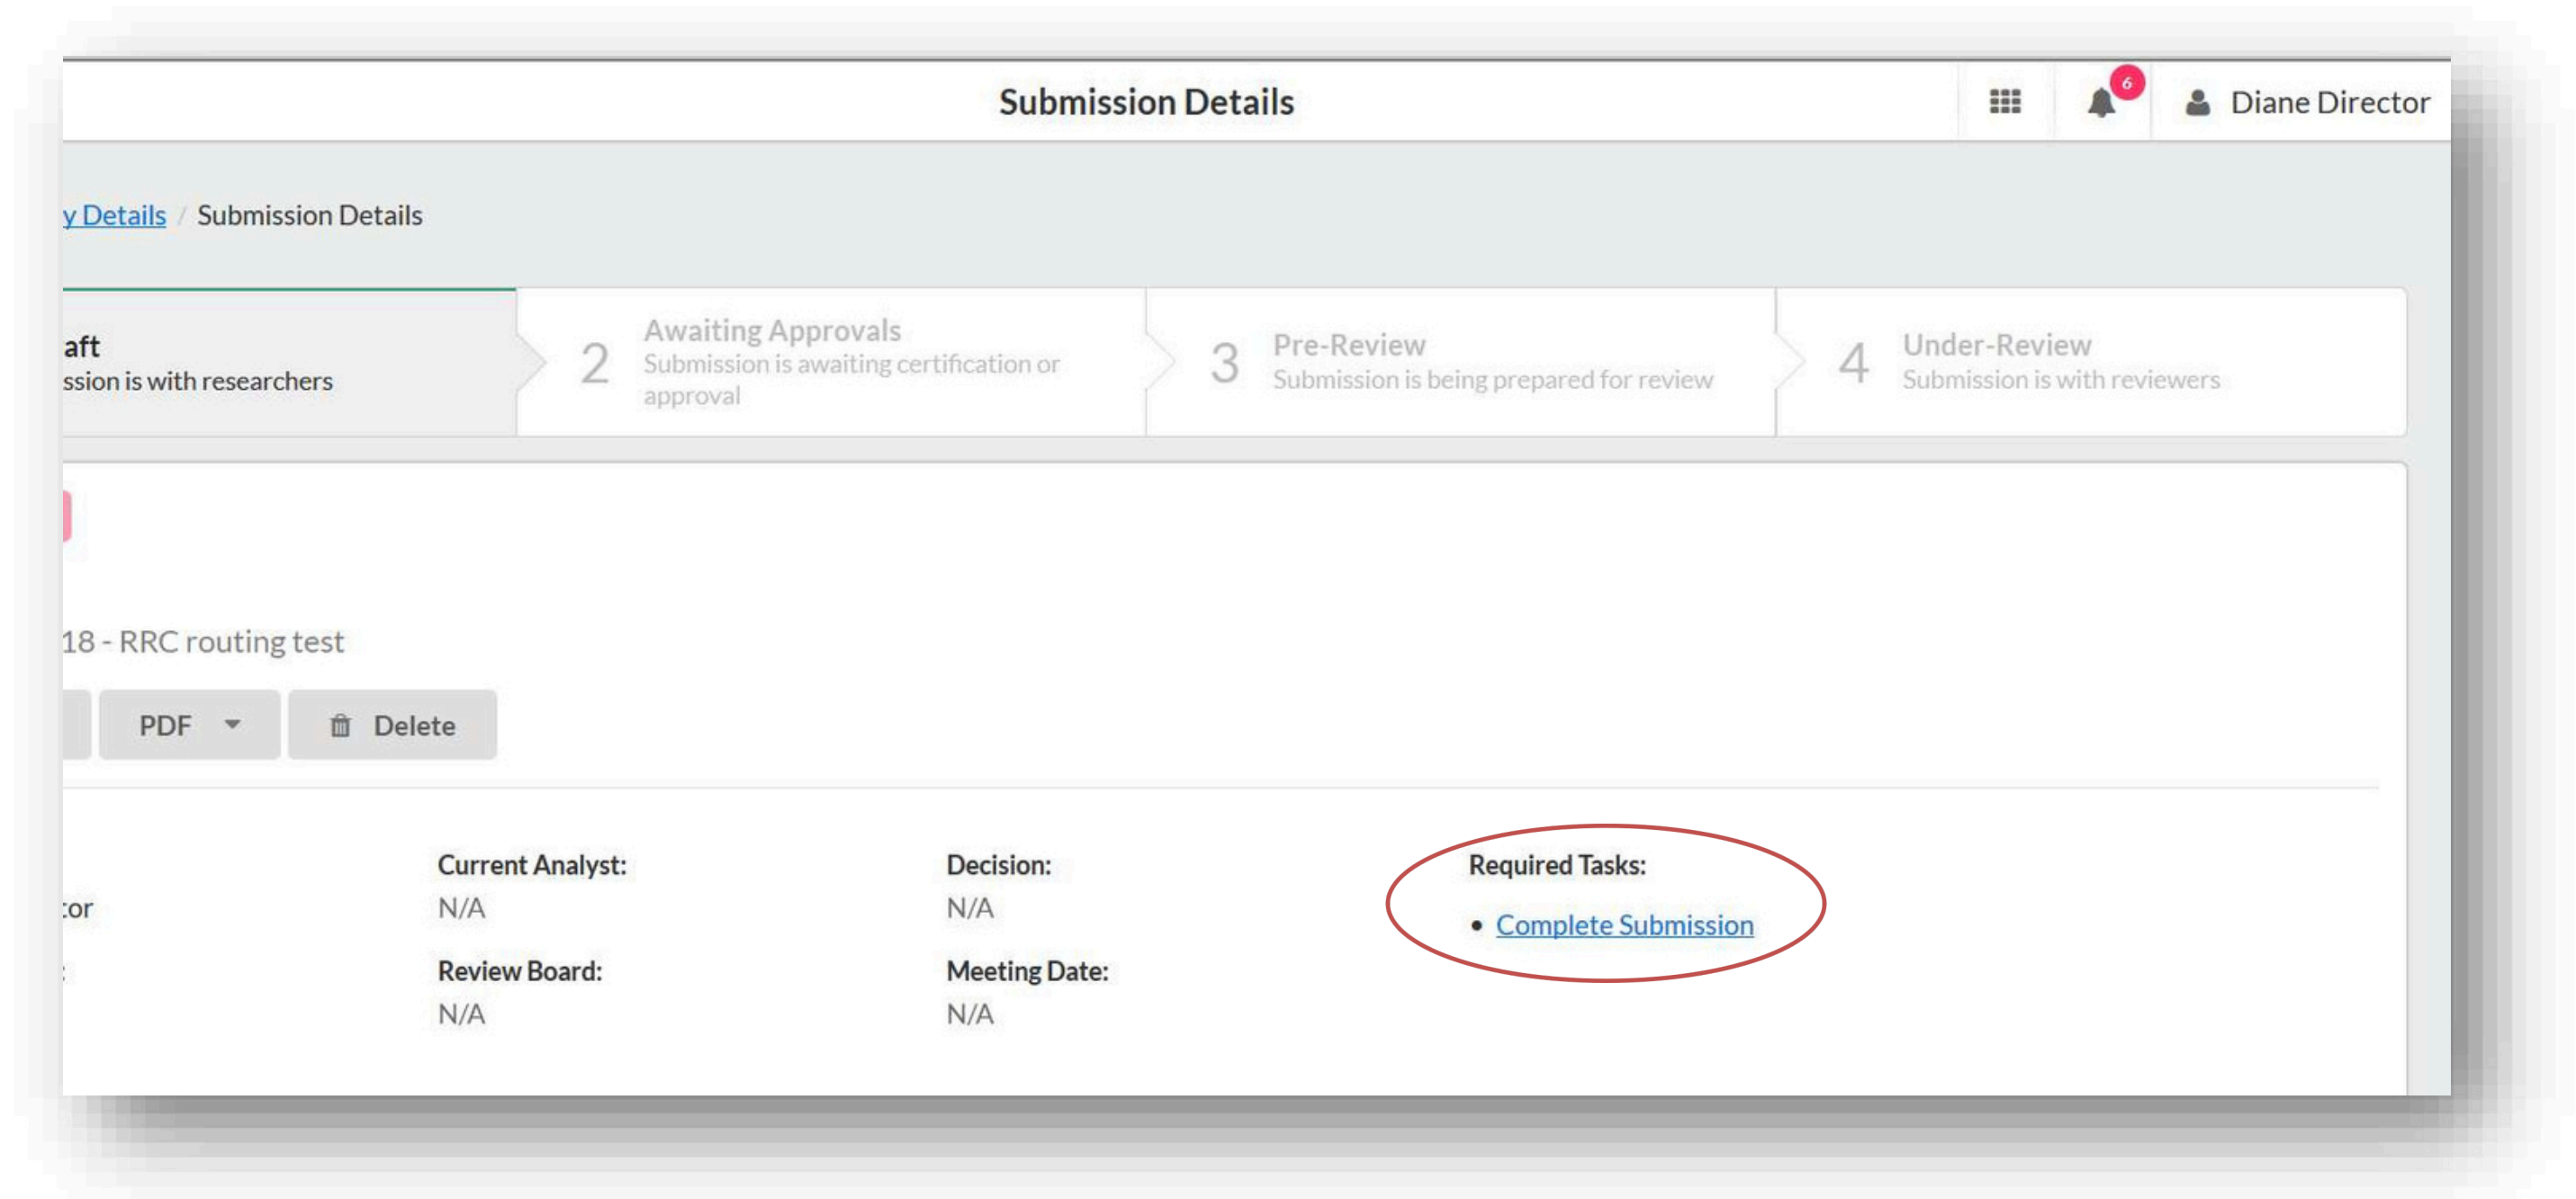 Submission Details
6
Diane Director
y Details / Submission Details
aft
ssion is with researchers
2
Awaiting Approvals
Submission is awaiting certification or
approval
3
Pre-Review
Submission is being prepared for review
4
Under-Review
Submission is with reviewers
18 - RRC routing test
PDF
Delete
Current Analyst:
Decision:
Required Tasks:
tor
N/A
N/A
• Complete Submission
:
Review Board:
Meeting Date:
N/A
N/A